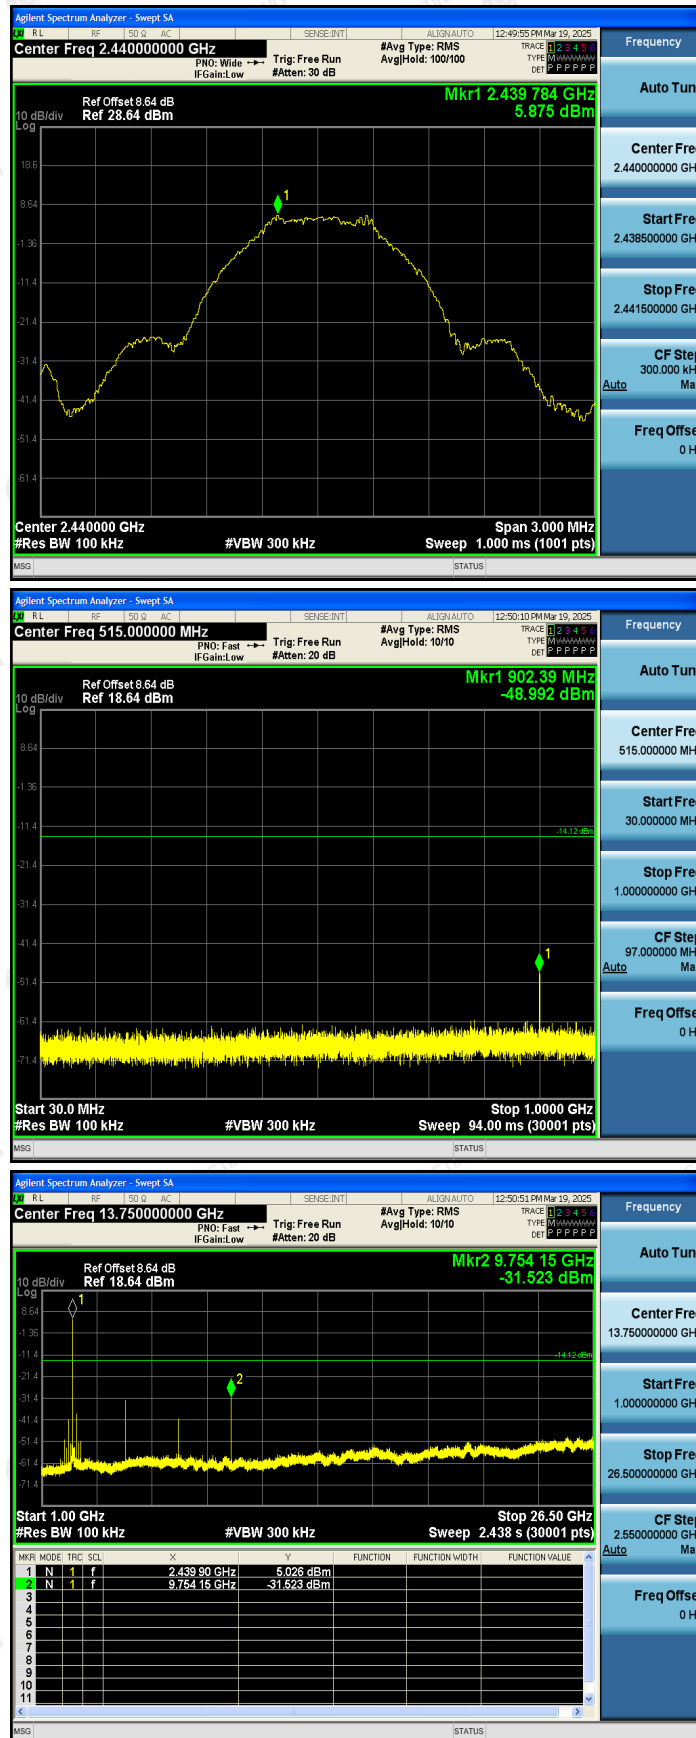 Agilent Spectrum Analyzer - Swept SA
LXI RL RF 50 Ω AC SENSE:INT ALIGNAUTO 12:49:55 PM Mar 19, 2025
Center Freq 2.440000000 GHz #Avg Type: RMS TRACE 1 2 3 4 5 6
PNO: Wide Trig: Free Run Avg|Hold: 100/100 TYPE M
IFGain:Low #Atten: 30 dB DET P P P P P P
Frequency
Mkr1 2.439 784 GHz
5.875 dBm
Ref Offset 8.64 dB
10 dB/div Ref 28.64 dBm
Log
18.6
8.64
-1.36
-11.4
-21.4
-31.4
-41.4
-51.4
-61.4
1
Center 2.440000 GHz Span 3.000 MHz
#Res BW 100 kHz #VBW 300 kHz Sweep 1.000 ms (1001 pts)
MSG STATUS
Auto Tun
Center Fre
2.440000000 GH
Start Fre
2.438500000 GH
Stop Fre
2.441500000 GH
CF Step
300.000 kH
Auto Ma
Freq Offse
0 H
Agilent Spectrum Analyzer - Swept SA
LXI RL RF 50 Ω AC SENSE:INT ALIGNAUTO 12:50:10 PM Mar 19, 2025
Center Freq 515.000000 MHz #Avg Type: RMS TRACE 1 2 3 4 5 6
PNO: Fast Trig: Free Run Avg|Hold: 10/10 TYPE M
IFGain:Low #Atten: 20 dB DET P P P P P P
Frequency
Mkr1 902.39 MHz
-48.992 dBm
Ref Offset 8.64 dB
10 dB/div Ref 18.64 dBm
Log
8.64
-1.36
-11.4
-21.4
-31.4
-41.4
-51.4
-61.4
-71.4
-14.12 dBm
1
Start 30.0 MHz Stop 1.0000 GHz
#Res BW 100 kHz #VBW 300 kHz Sweep 94.00 ms (30001 pts)
MSG STATUS
Auto Tun
Center Fre
515.000000 MH
Start Fre
30.000000 MH
Stop Fre
1.000000000 GH
CF Step
97.000000 MH
Auto Ma
Freq Offse
0 H
Agilent Spectrum Analyzer - Swept SA
LXI RL RF 50 Ω AC SENSE:INT ALIGNAUTO 12:50:51 PM Mar 19, 2025
Center Freq 13.750000000 GHz #Avg Type: RMS TRACE 1 2 3 4 5 6
PNO: Fast Trig: Free Run Avg|Hold: 10/10 TYPE M
IFGain:Low #Atten: 20 dB DET P P P P P P
Frequency
Mkr2 9.754 15 GHz
-31.523 dBm
Ref Offset 8.64 dB
10 dB/div Ref 18.64 dBm
Log
8.64
-1.36
-11.4
-21.4
-31.4
-41.4
-51.4
-61.4
-71.4
-14.12 dBm
1
2
Start 1.00 GHz Stop 26.50 GHz
#Res BW 100 kHz #VBW 300 kHz Sweep 2.438 s (30001 pts)
MKR MODE TRC SCL X Y FUNCTION FUNCTION WIDTH FUNCTION VALUE
1 N 1 f 2.439 90 GHz 5.026 dBm
2 N 1 f 9.754 15 GHz -31.523 dBm
3
4
5
6
7
8
9
10
11
MSG STATUS
Auto Tun
Center Fre
13.750000000 GH
Start Fre
1.000000000 GH
Stop Fre
26.500000000 GH
CF Step
2.550000000 GH
Auto Ma
Freq Offse
0 H